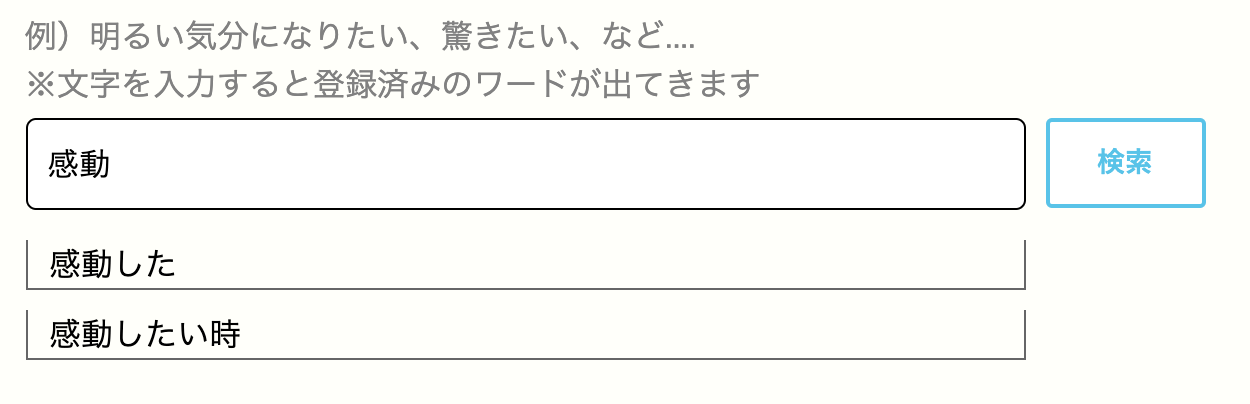 例）明るい気分になりたい、驚きたい、など....
※文字を入力すると登録済みのワードが出てきます
感動
検索
感動した
感動したい時